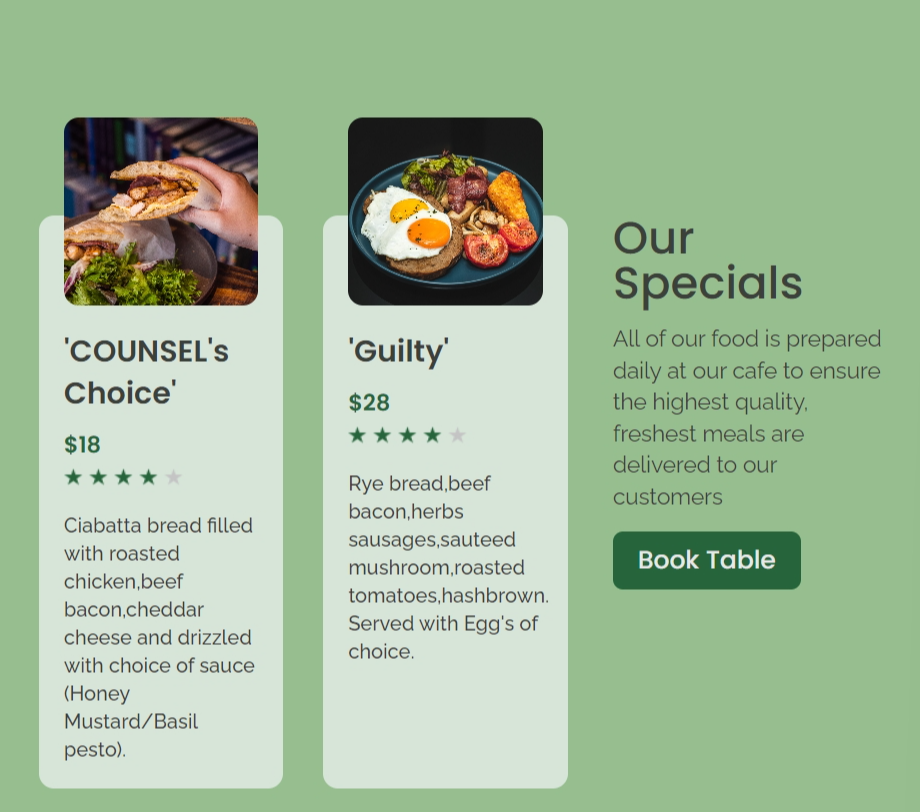 'COUNSEL's
Choice'
$18
Ciabatta bread filled
with roasted
chicken,beef
bacon,cheddar
cheese and drizzled
with choice of sauce
(Honey
Mustard/Basil
pesto).
'Guilty'
$28
Rye bread,beef
bacon,herbs
sausages,sauteed
mushroom,roasted
tomatoes,hashbrown.
Served with Egg's of
choice.
Our
Specials
All of our food is prepared
daily at our cafe to ensure
the highest quality,
freshest meals are
delivered to our
customers
Book Table